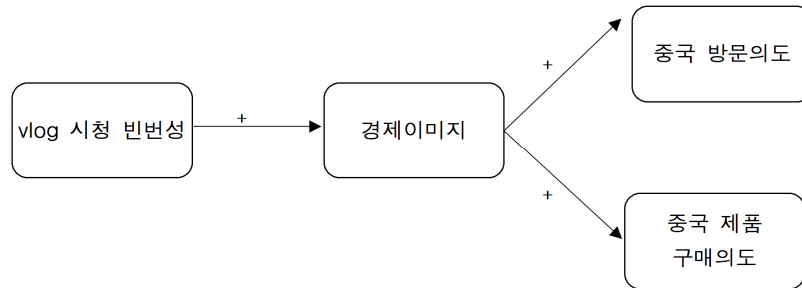 중국 방문의도
+
vlog 시청 빈번성
+
경제이미지
+
중국 제품
구매의도